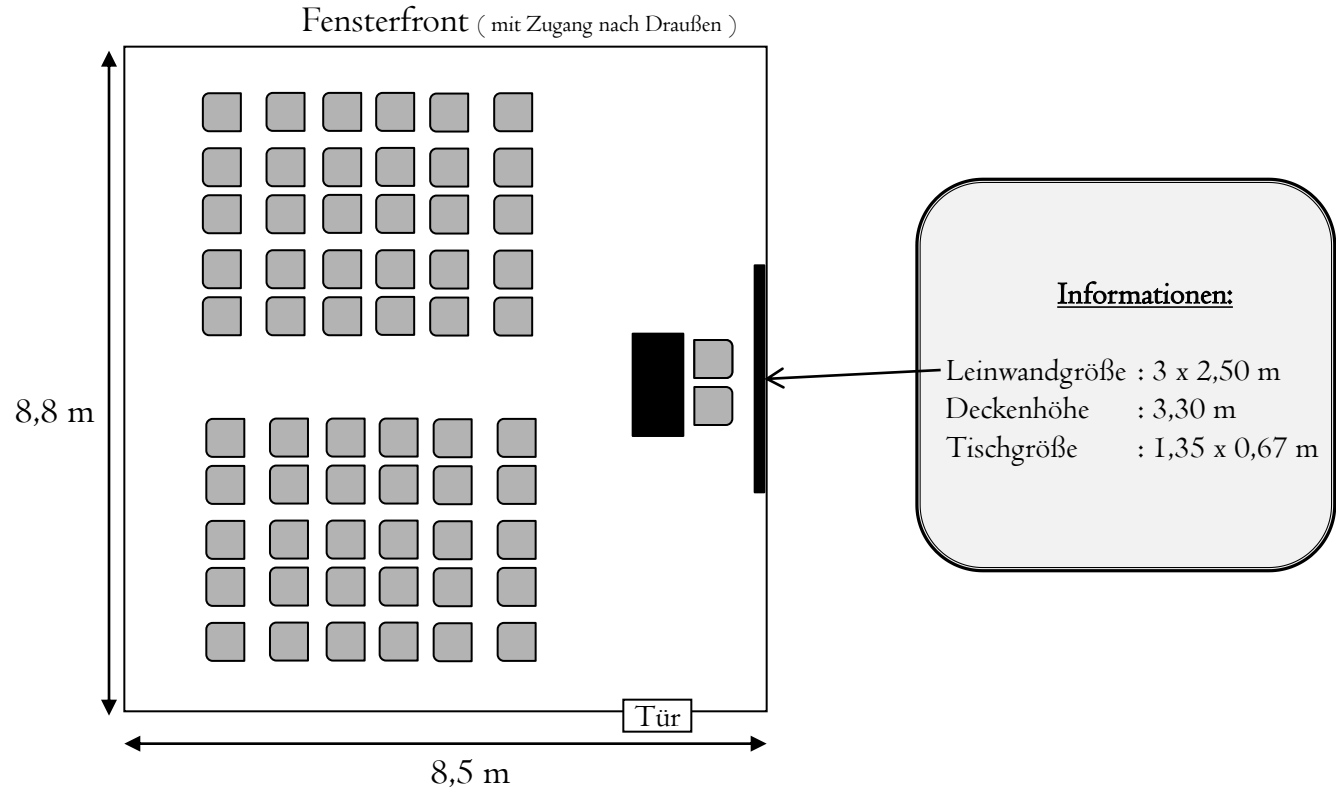 Fensterfront ( mit Zugang nach Draußen )
8,8 m
Informationen:
Leinwandgröße : 3 x 2,50 m
Deckenhöhe : 3,30 m
Tischgröße : 1,35 x 0,67 m
Tür
8,5 m